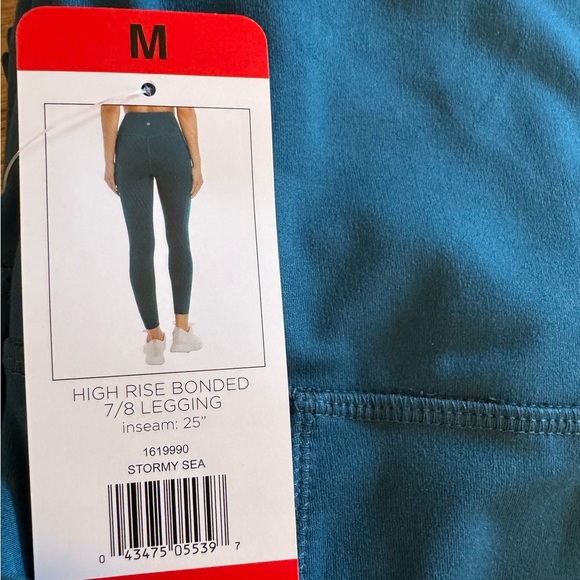 M
HIGH RISE BONDED
7/8 LEGGING
inseam: 25"
1619990
STORMY SEA
0 43475 05539 7